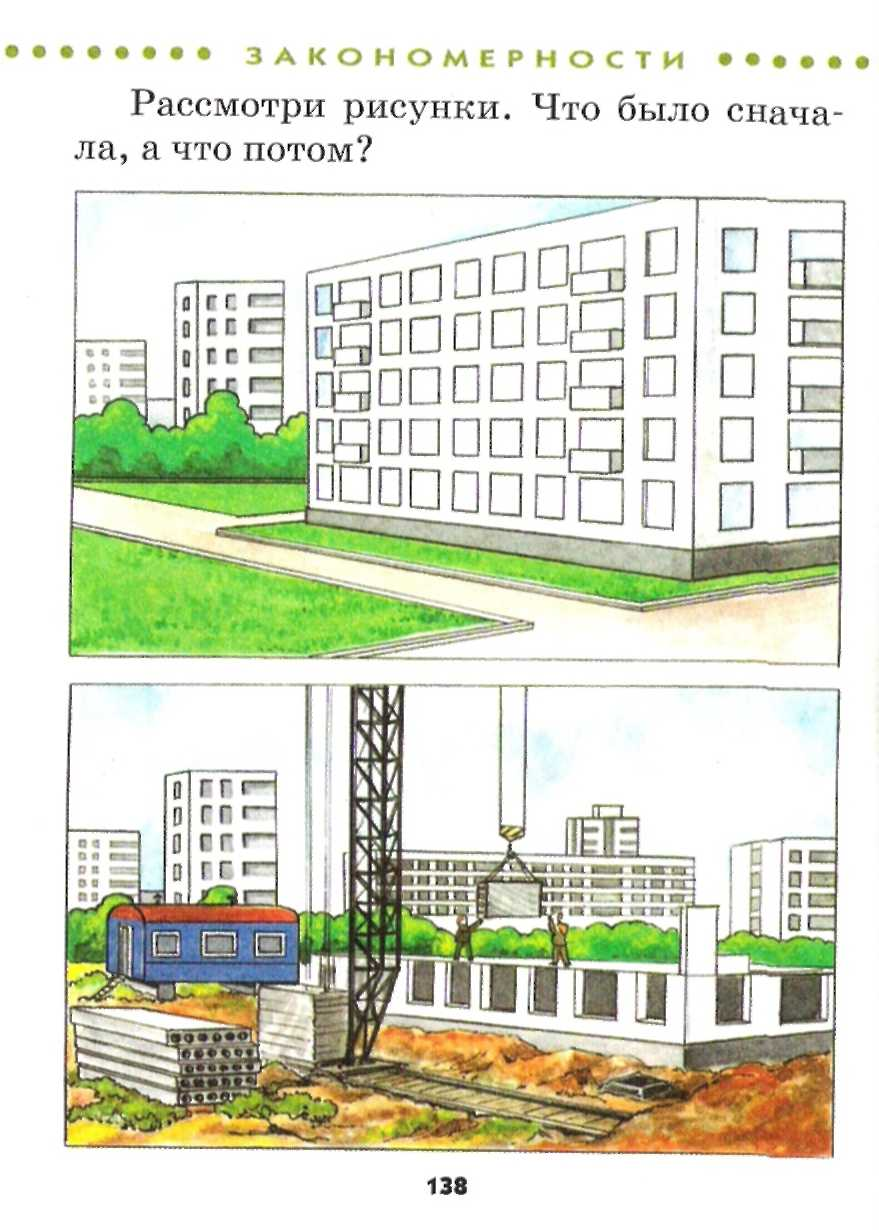 ЗАКОНОМЕРНОСТИ
Рассмотри рисунки. Что было снача-
ла, а что потом?
138